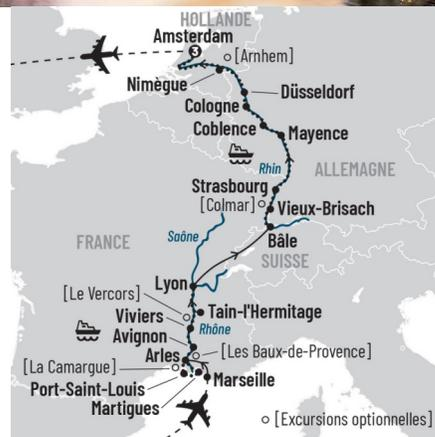 HOLLANDE
Amsterdam
3
[Arnhem]
Nimègue
Düsseldorf
Cologne
Coblence
Mayence
Rhin
ALLEMAGNE
Strasbourg
[Colmar]
Vieux-Brisach
Bâle
SUISSE
FRANCE
Saône
Lyon
[Le Vercors]
Tain-l'Hermitage
Viviers
Rhône
Avignon
Arles
[Les Baux-de-Provence]
[La Camargue]
Port-Saint-Louis
Marseille
Martigues
[Excursions optionnelles]